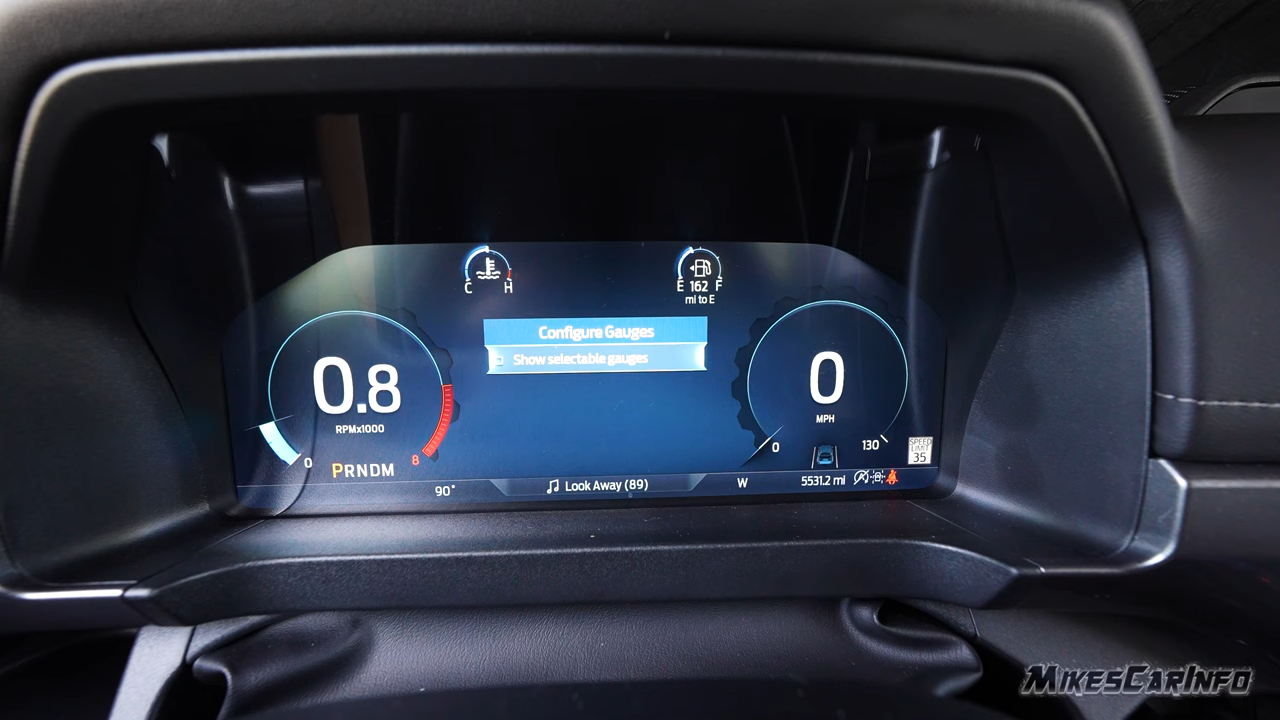 C H
E 162 F
mi to E
Configure Gauges
Show selectable gauges
0.8
RPMx1000
0 8
PRNDM
0
MPH
0 130
SPEED
LIMIT
35
90°
Look Away (89)
W
5531.2 mi
MikesCarInfo